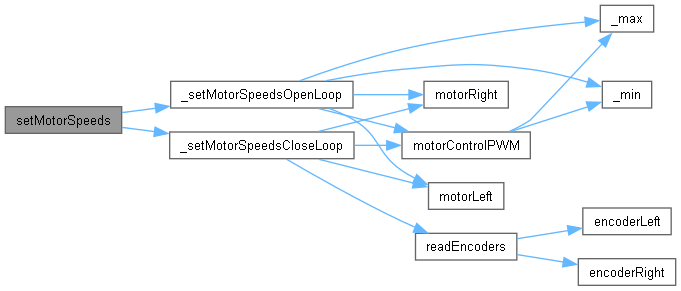 _max
_setMotorSpeedsOpenLoop
motorRight
_min
setMotorSpeeds
_setMotorSpeedsCloseLoop
motorControlPWM
motorLeft
encoderLeft
readEncoders
encoderRight